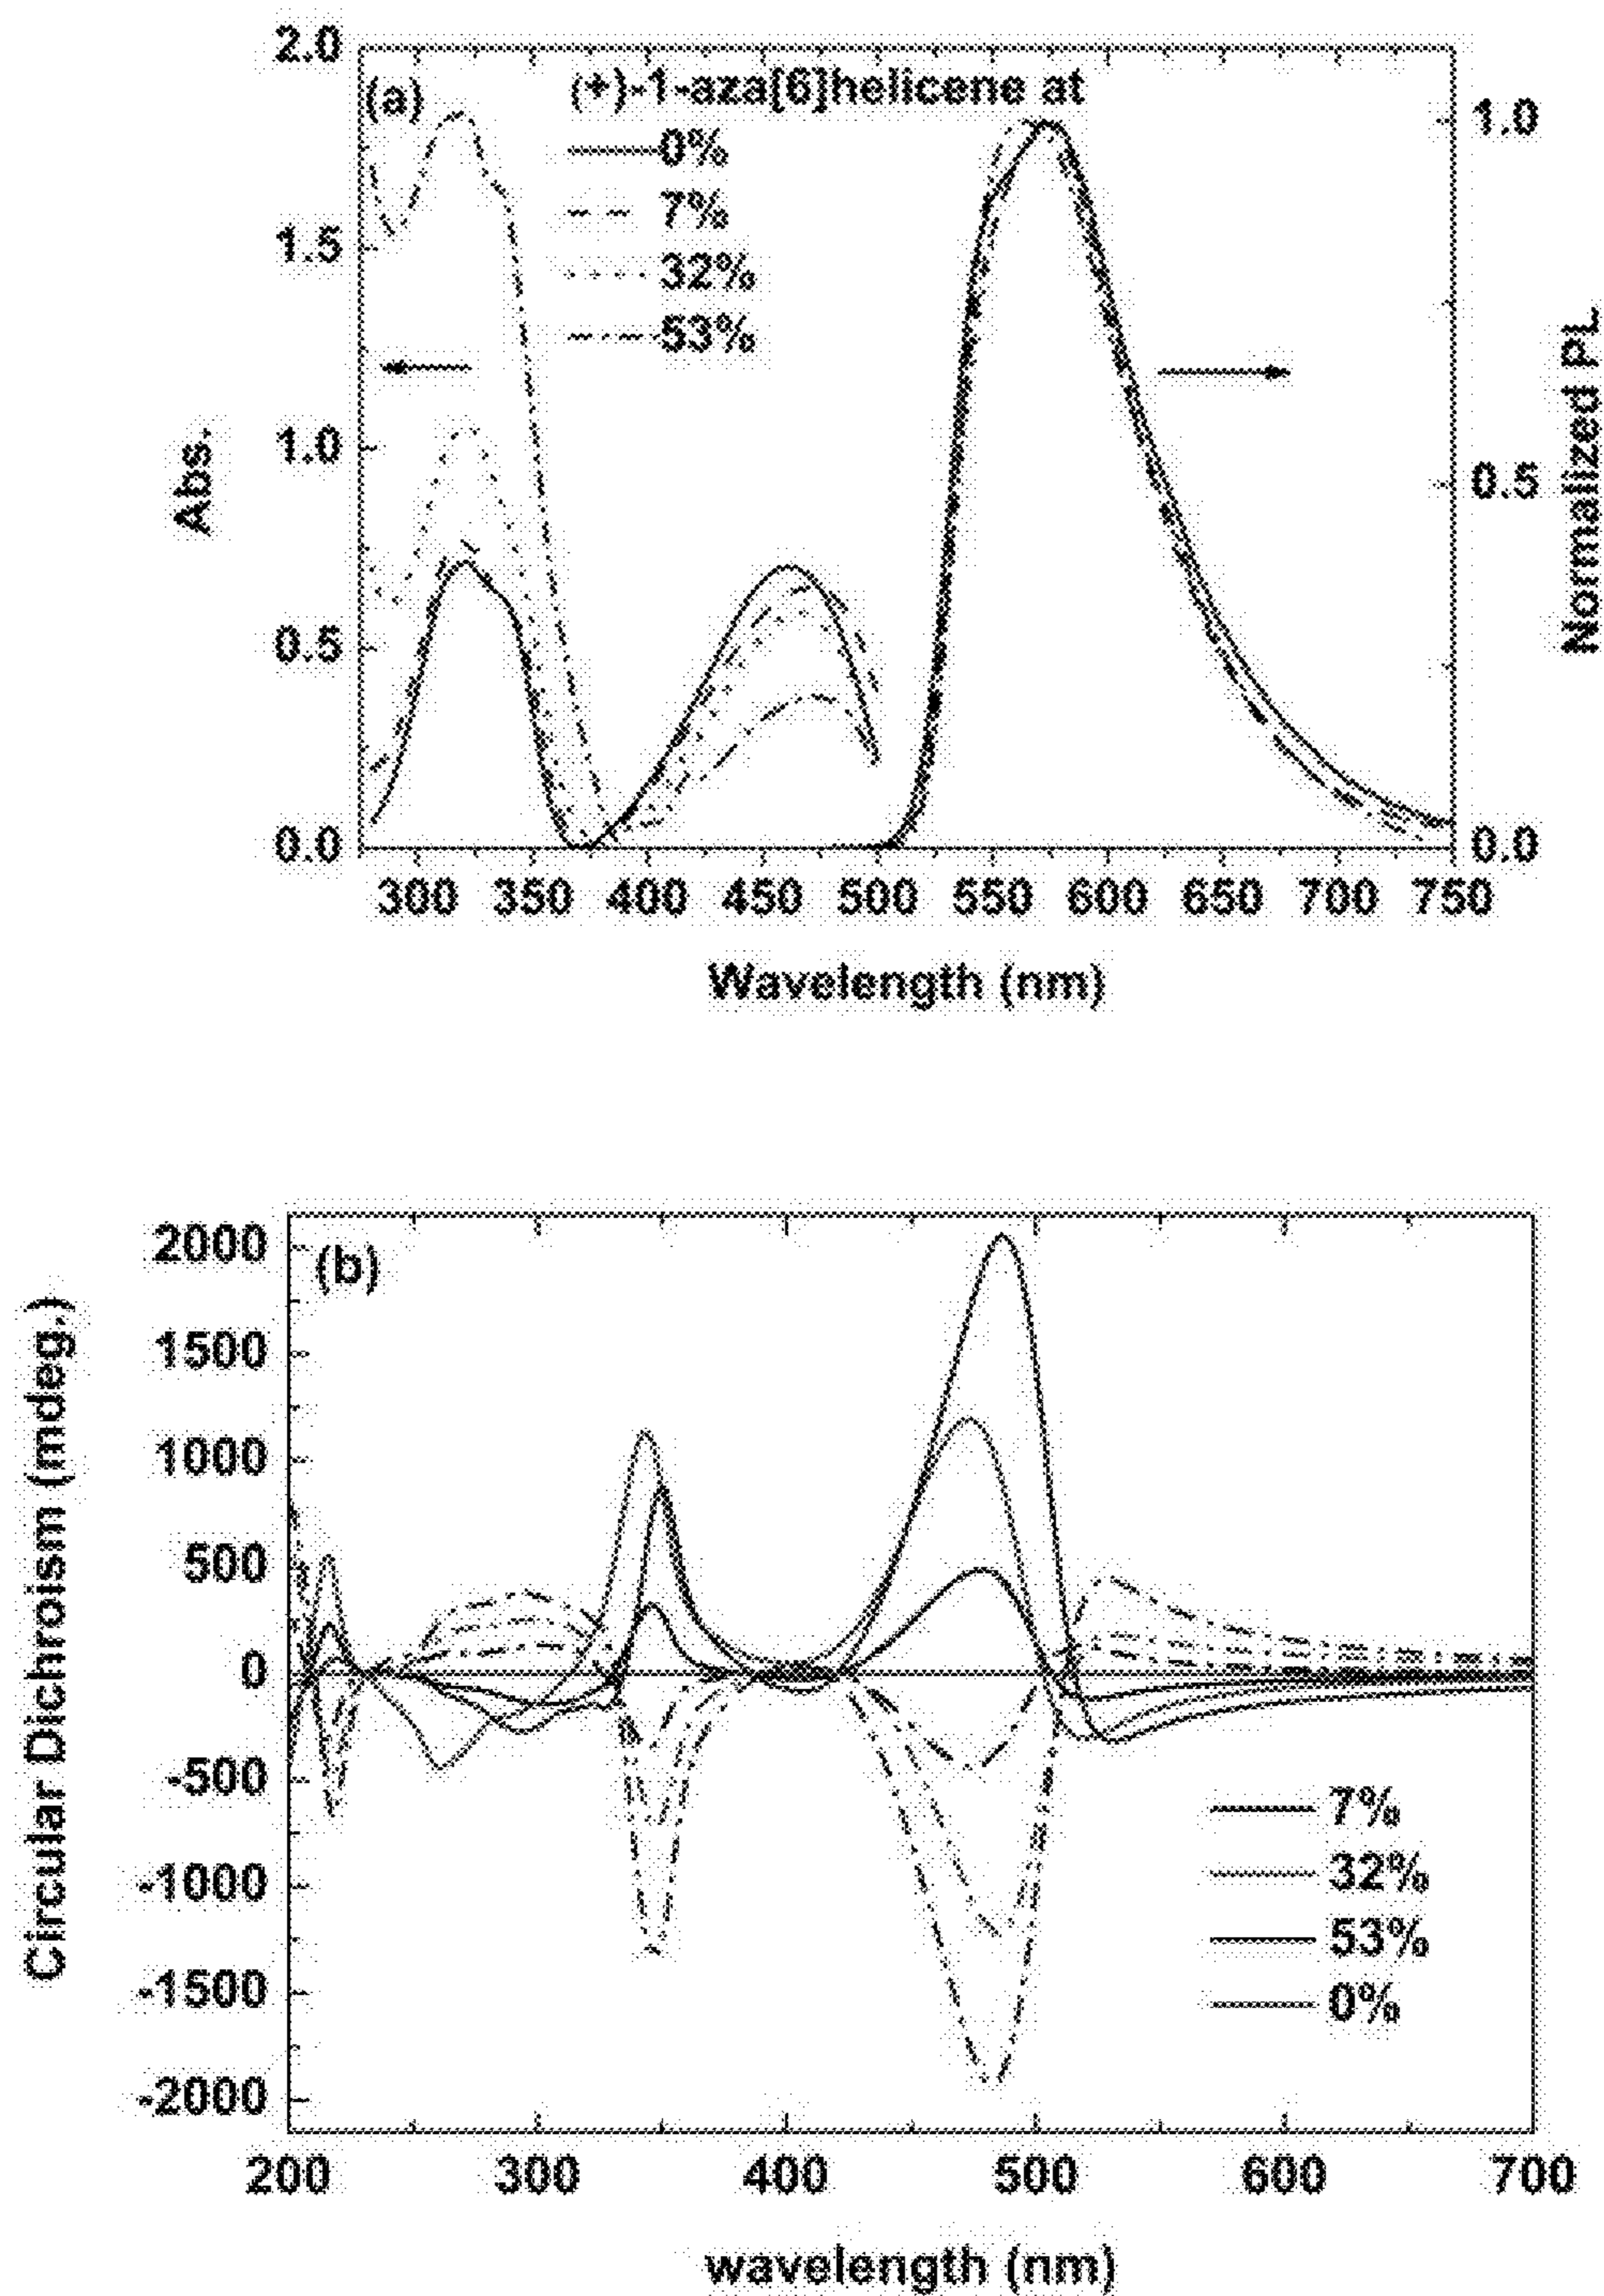 2.0
(a) (+)-1-aza[6]helicene at
1.0
0%
7%
1.5
32%
53%
Abs.
1.0
0.5
Normalized PL
0.5
0.0
0.0
300 350 400 450 500 550 600 650 700 750
Wavelength (nm)
2000
(b)
1500
1000
500
0
-500
-1000
-1500
-2000
Circular Dichroism (mdeg.)
7%
32%
53%
0%
200 300 400 500 600 700
wavelength (nm)